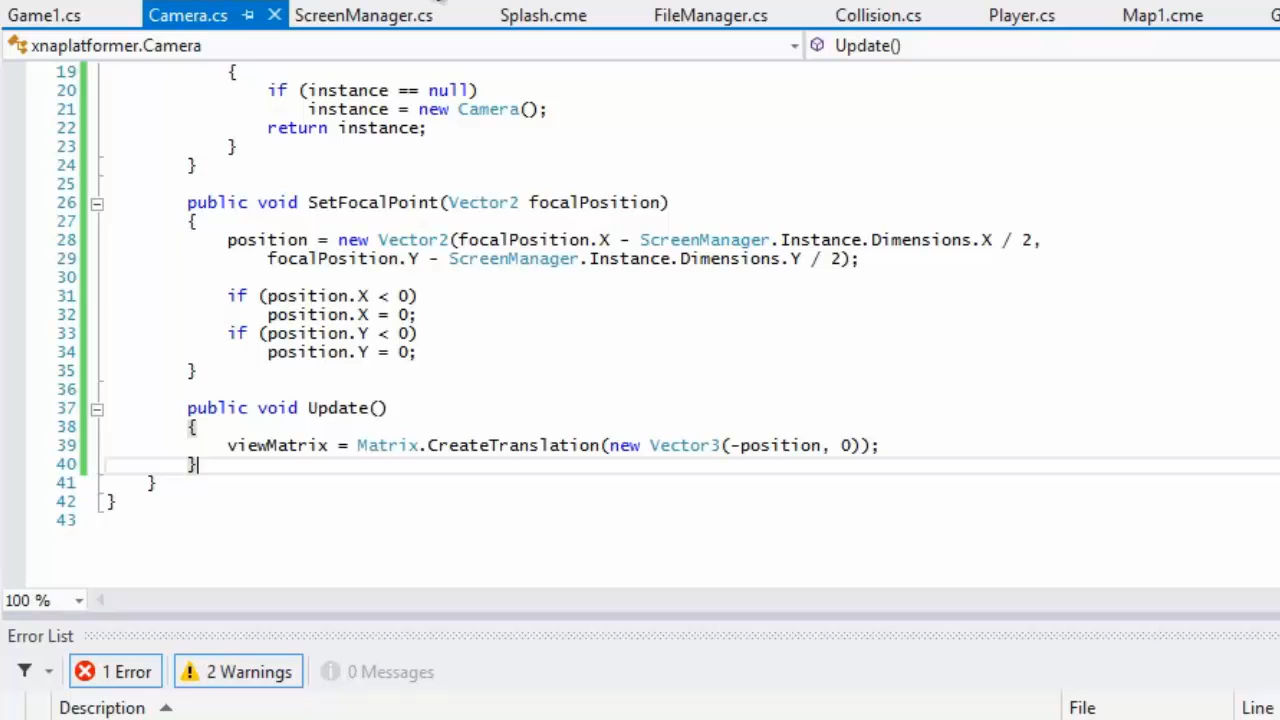 Game1.cs Camera.cs ScreenManager.cs Splash.cme FileManager.cs Collision.cs Player.cs Map1.cme G
xnaplatformer.Camera Update()
19 {
20 if (instance == null)
21 instance = new Camera();
22 return instance;
23 }
24 }
25
26 public void SetFocalPoint(Vector2 focalPosition)
27 {
28 position = new Vector2(focalPosition.X - ScreenManager.Instance.Dimensions.X / 2,
29 focalPosition.Y - ScreenManager.Instance.Dimensions.Y / 2);
30
31 if (position.X < 0)
32 position.X = 0;
33 if (position.Y < 0)
34 position.Y = 0;
35 }
36
37 public void Update()
38 {
39 viewMatrix = Matrix.CreateTranslation(new Vector3(-position, 0));
40 }
41 }
42 }
43
100 %
Error List
1 Error 2 Warnings 0 Messages
Description File Line